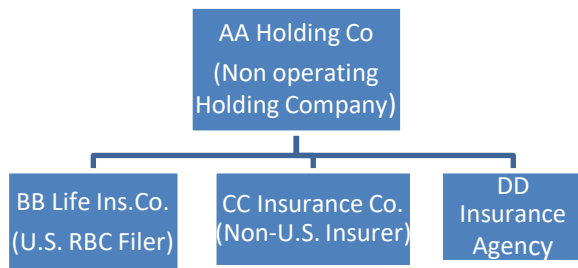 AA Holding Co
(Non operating
Holding Company)
BB Life Ins.Co.
(U.S. RBC Filer)
CC Insurance Co.
(Non-U.S. Insurer)
DD
Insurance
Agency